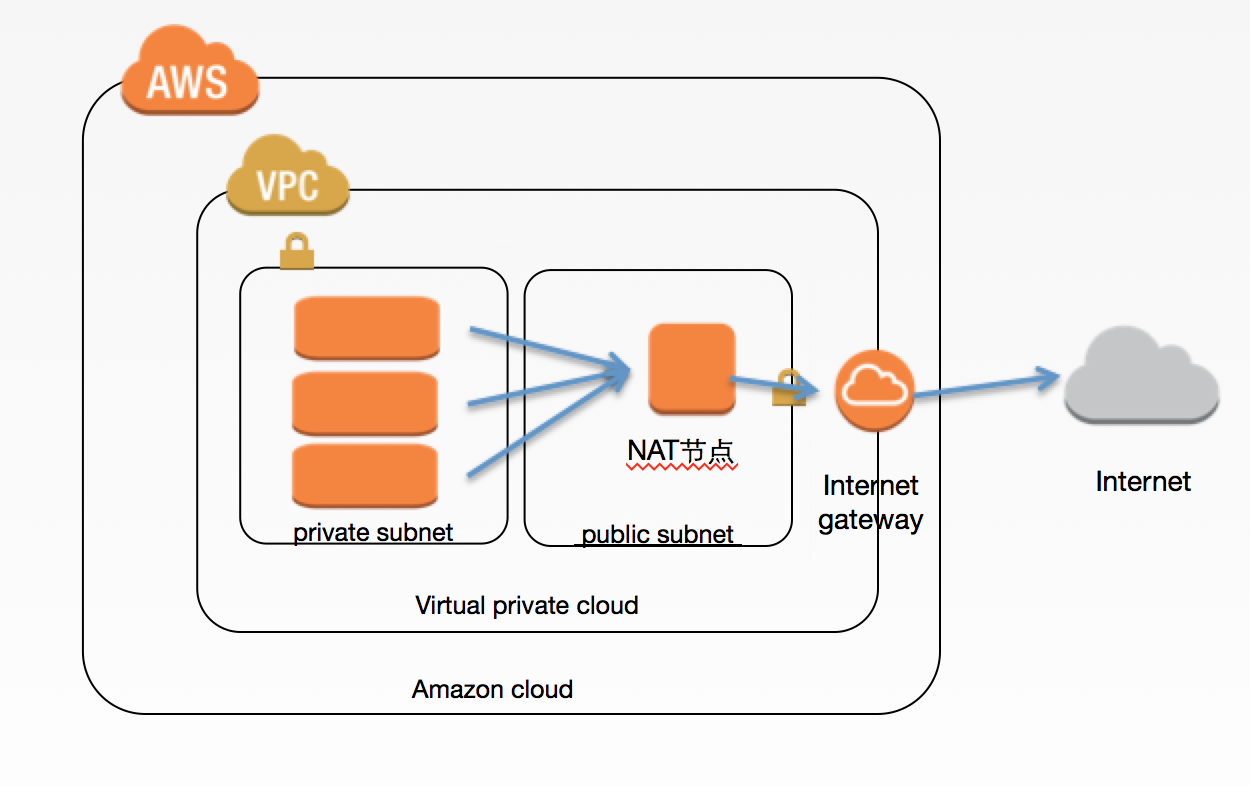 AWS
VPC
NAT节点
private subnet
public subnet
Internet
gateway
Internet
Virtual private cloud
Amazon cloud